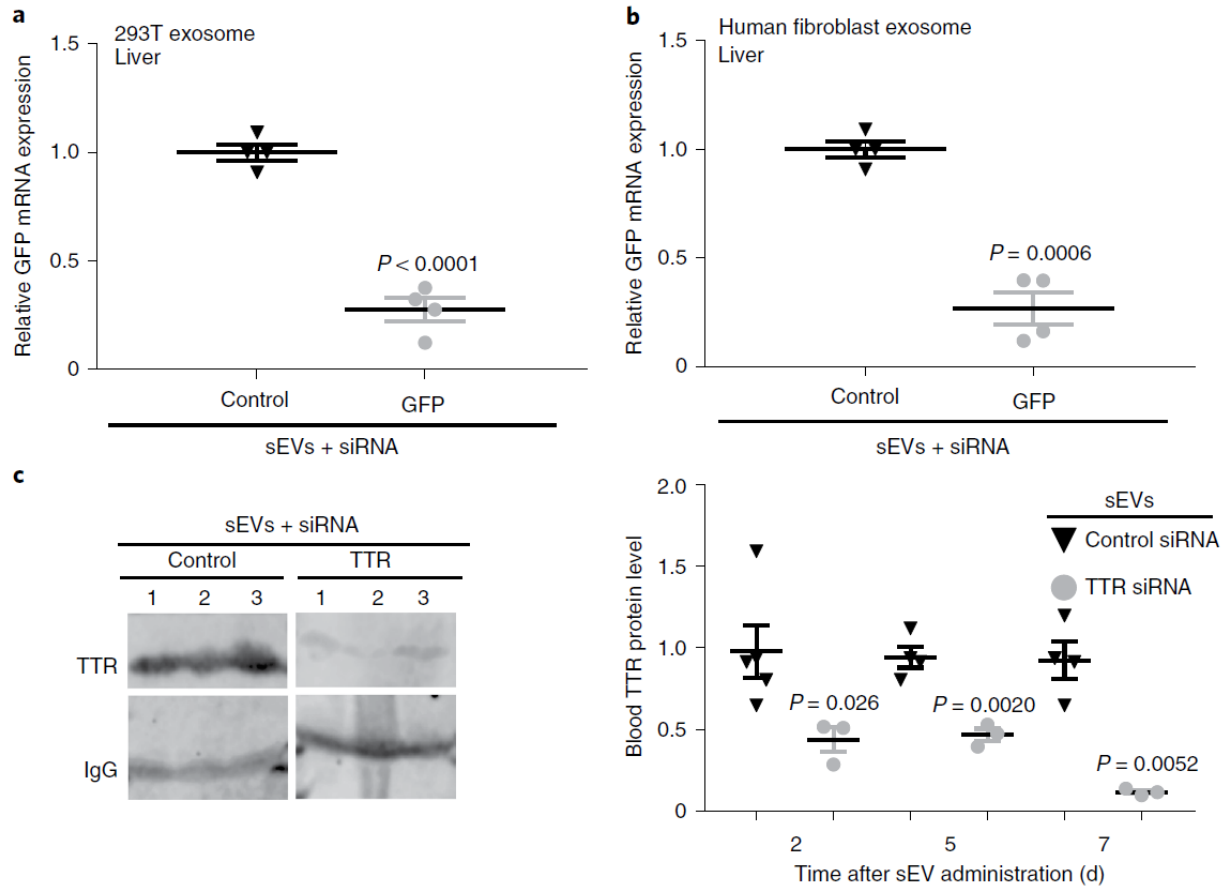 a
293T exosome
Liver
Relative GFP mRNA expression
1.5
1.0
0.5
0
P < 0.0001
Control
GFP
sEVs + siRNA
b
Human fibroblast exosome
Liver
Relative GFP mRNA expression
1.5
1.0
0.5
0
P = 0.0006
Control
GFP
sEVs + siRNA
c
sEVs + siRNA
Control
TTR
1 2 3 1 2 3
TTR
IgG
Blood TTR protein level
2.0
1.5
1.0
0.5
0
sEVs
Control siRNA
TTR siRNA
P = 0.026
P = 0.0020
P = 0.0052
2 5 7
Time after sEV administration (d)